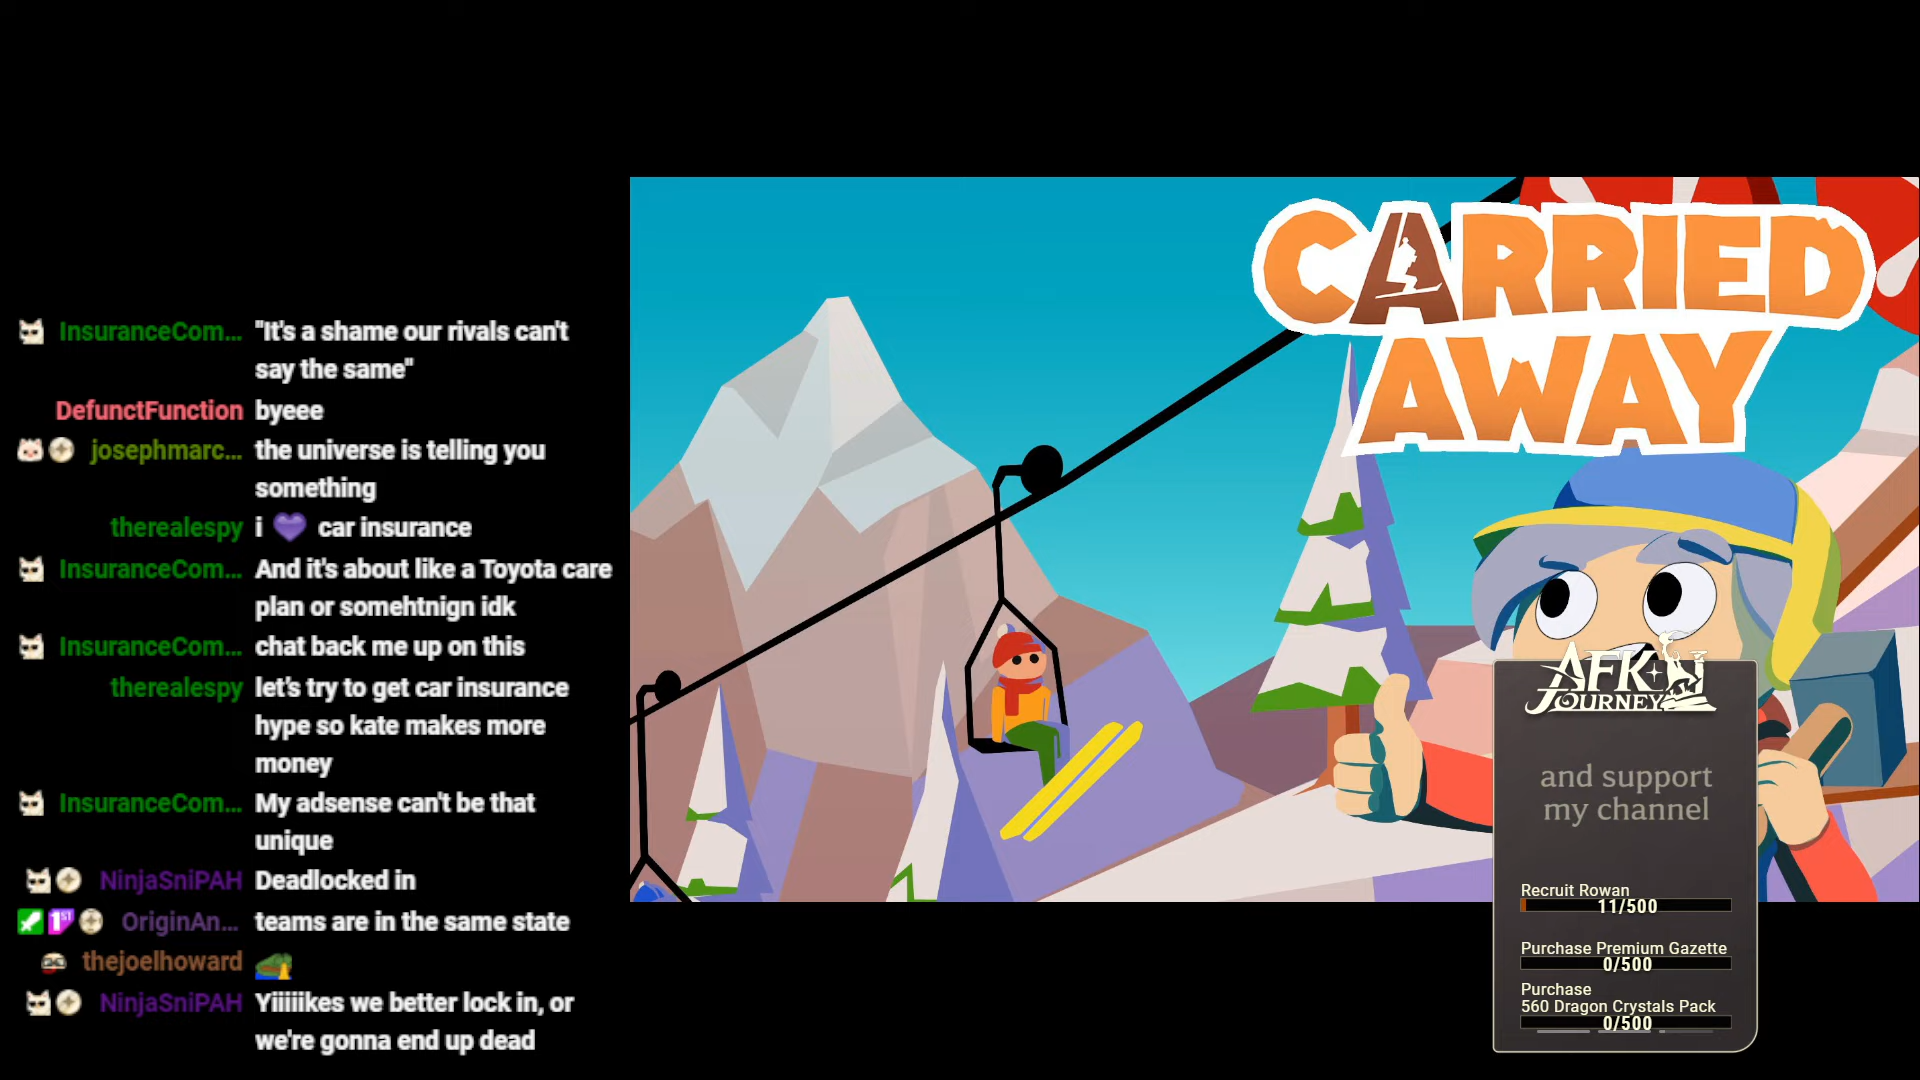 InsuranceCom... "It's a shame our rivals can't
say the same"
DefunctFunction byeee
josephmarc... the universe is telling you
something
therealespy i 💜 car insurance
InsuranceCom... And it's about like a Toyota care
plan or somehtnign idk
InsuranceCom... chat back me up on this
therealespy let's try to get car insurance
hype so kate makes more
money
InsuranceCom... My adsense can't be that
unique
NinjaSniPAH Deadlocked in
1ST OriginAn... teams are in the same state
thejoelhoward
NinjaSniPAH Yiiiiikes we better lock in, or
we're gonna end up dead
CARRIED
AWAY
AFK
JOURNEY
and support
my channel
Recruit Rowan
11/500
Purchase Premium Gazette
0/500
Purchase
560 Dragon Crystals Pack
0/500